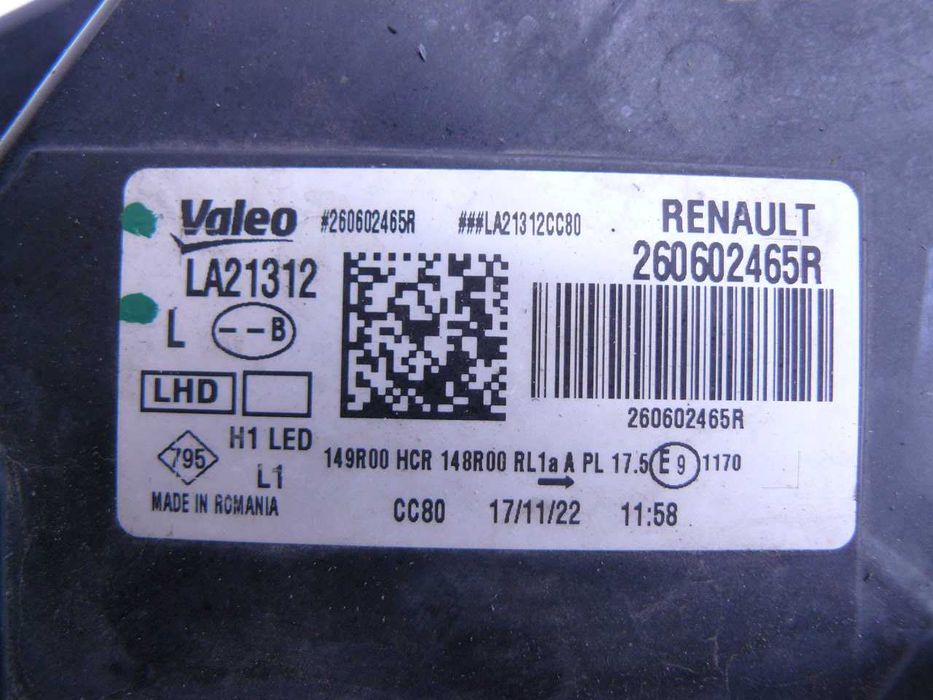 Valeo #260602465R ###LA21312CC80 RENAULT
LA21312 260602465R
L --B
LHD
260602465R
H1 LED
795 L1 149R00 HCR 148R00 RL1a A PL 17.5 E 9 1170
→
MADE IN ROMANIA CC80 17/11/22 11:58